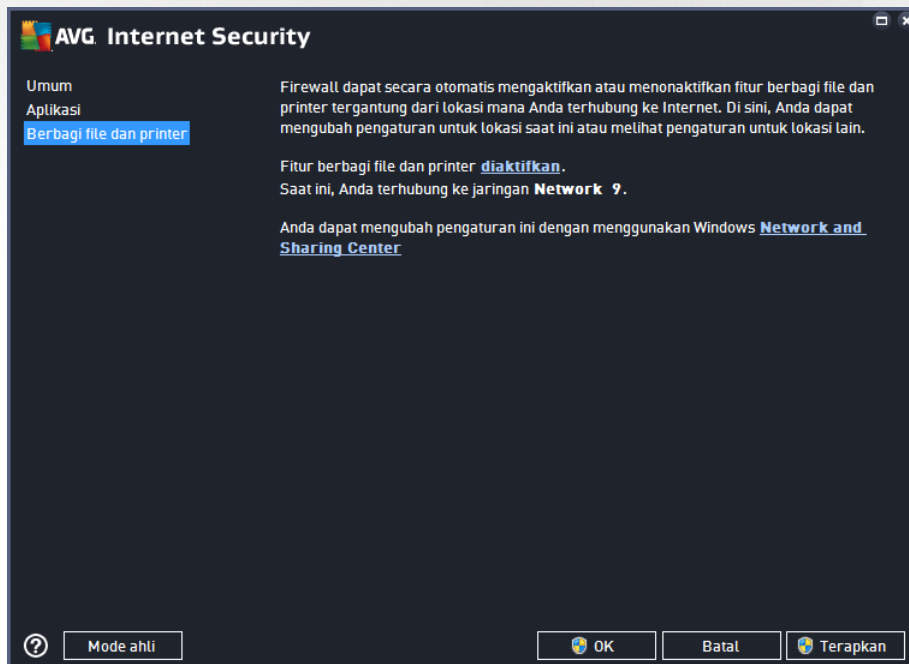 AVG. Internet Security
Umum
Aplikasi
Berbagi file dan printer
Firewall dapat secara otomatis mengaktifkan atau menonaktifkan fitur berbagi file dan
printer tergantung dari lokasi mana Anda terhubung ke Internet. Di sini, Anda dapat
mengubah pengaturan untuk lokasi saat ini atau melihat pengaturan untuk lokasi lain.
Fitur berbagi file dan printer diaktifkan.
Saat ini, Anda terhubung ke jaringan Network 9.
Anda dapat mengubah pengaturan ini dengan menggunakan Windows Network and
Sharing Center
? Mode ahli OK Batal Terapkan